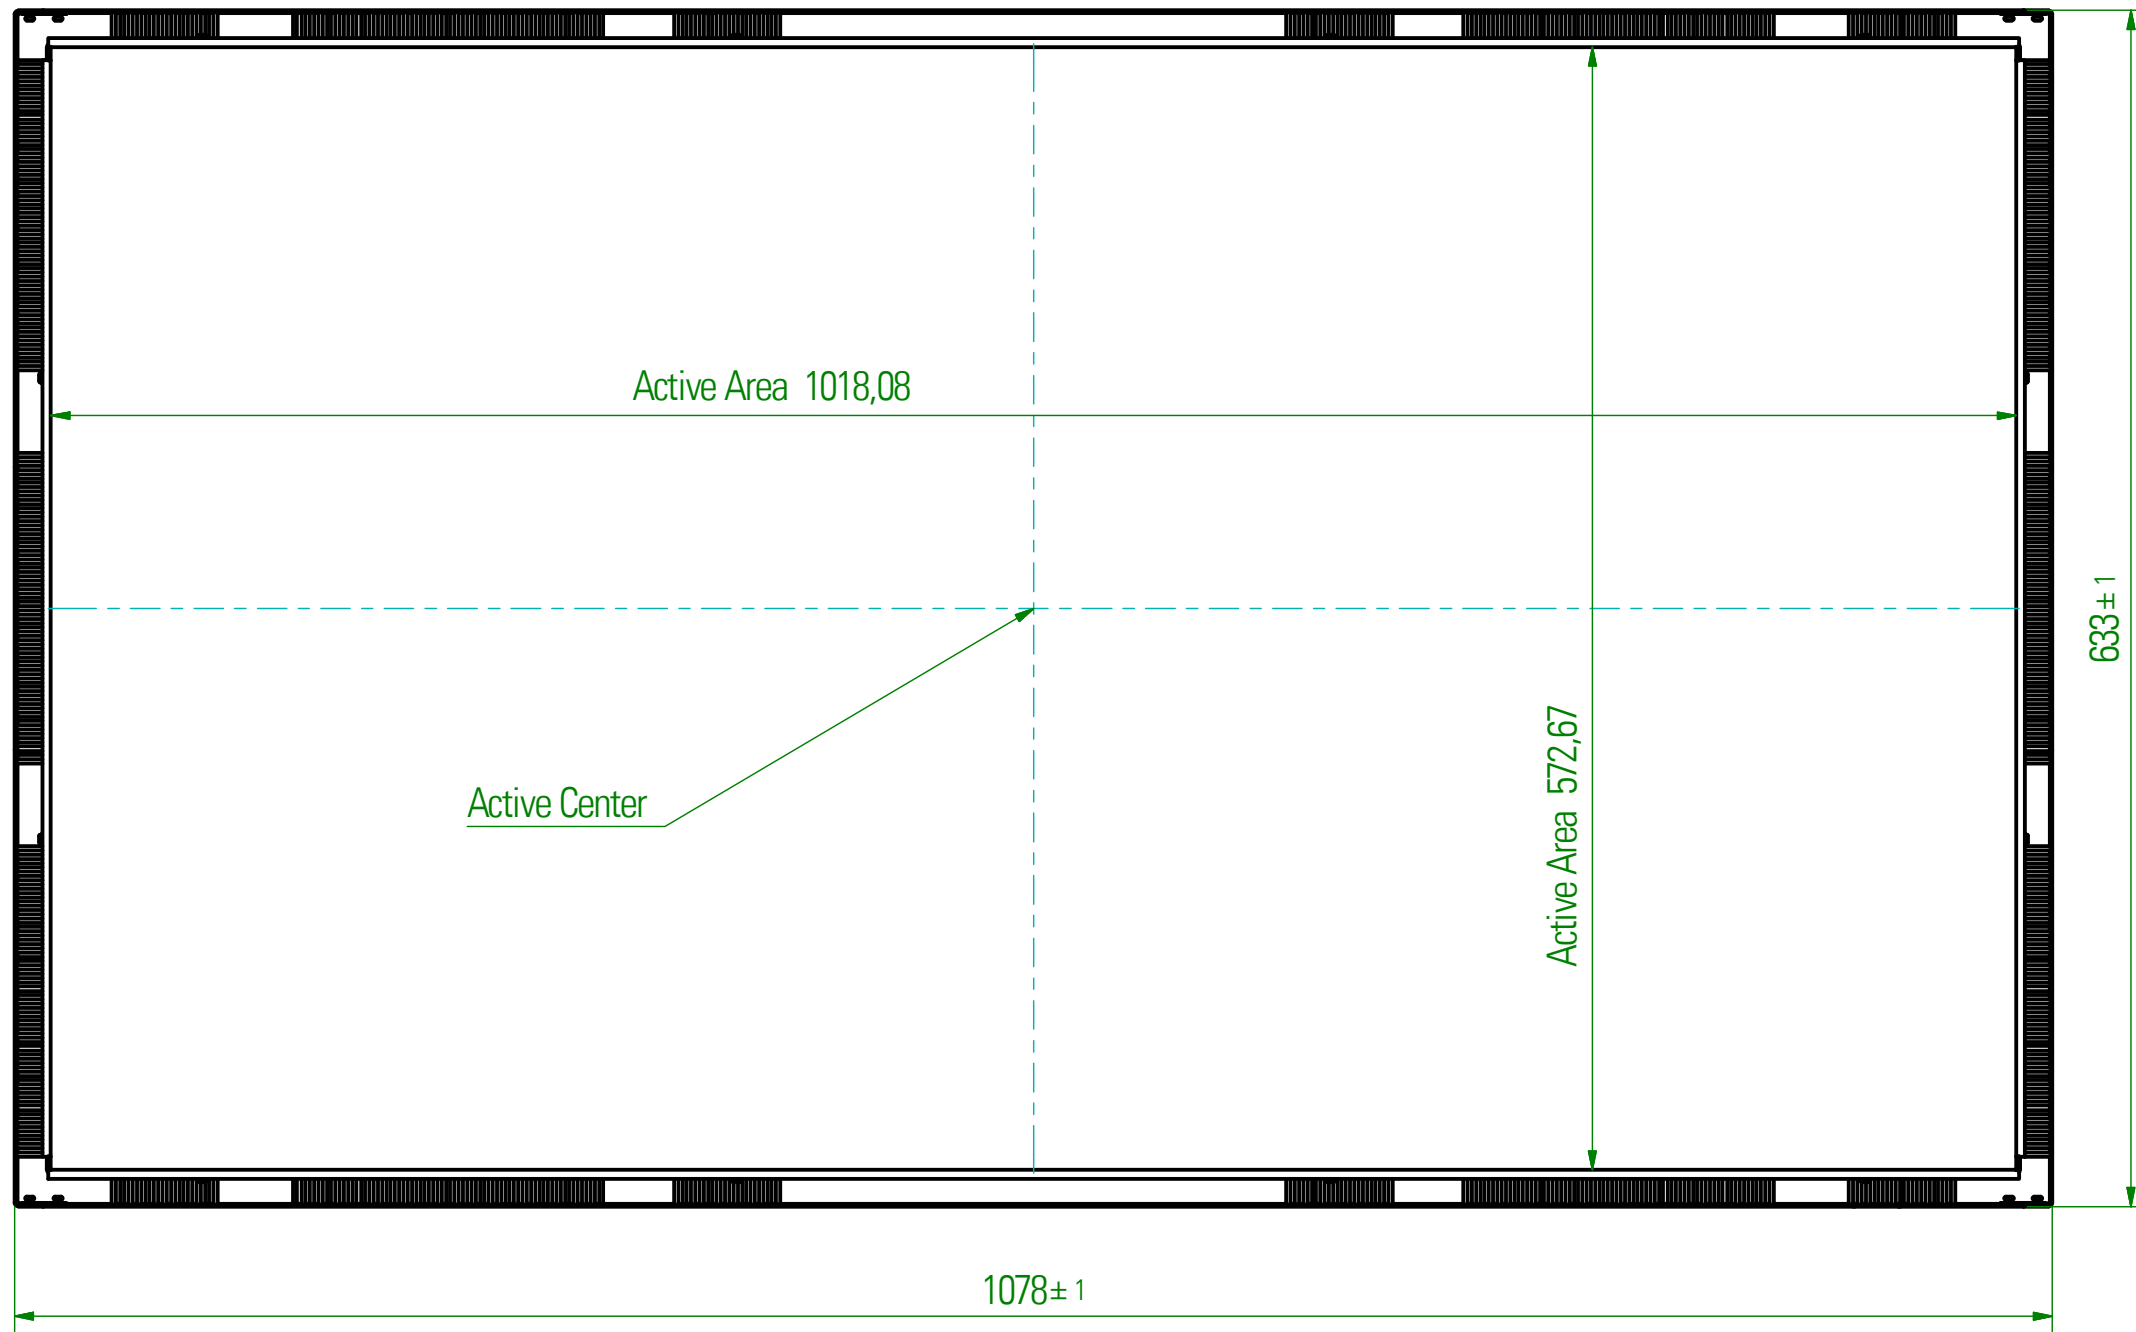 Active Area 1018,08
633 ± 1
Active Area 572,67
Active Center
1078 ± 1